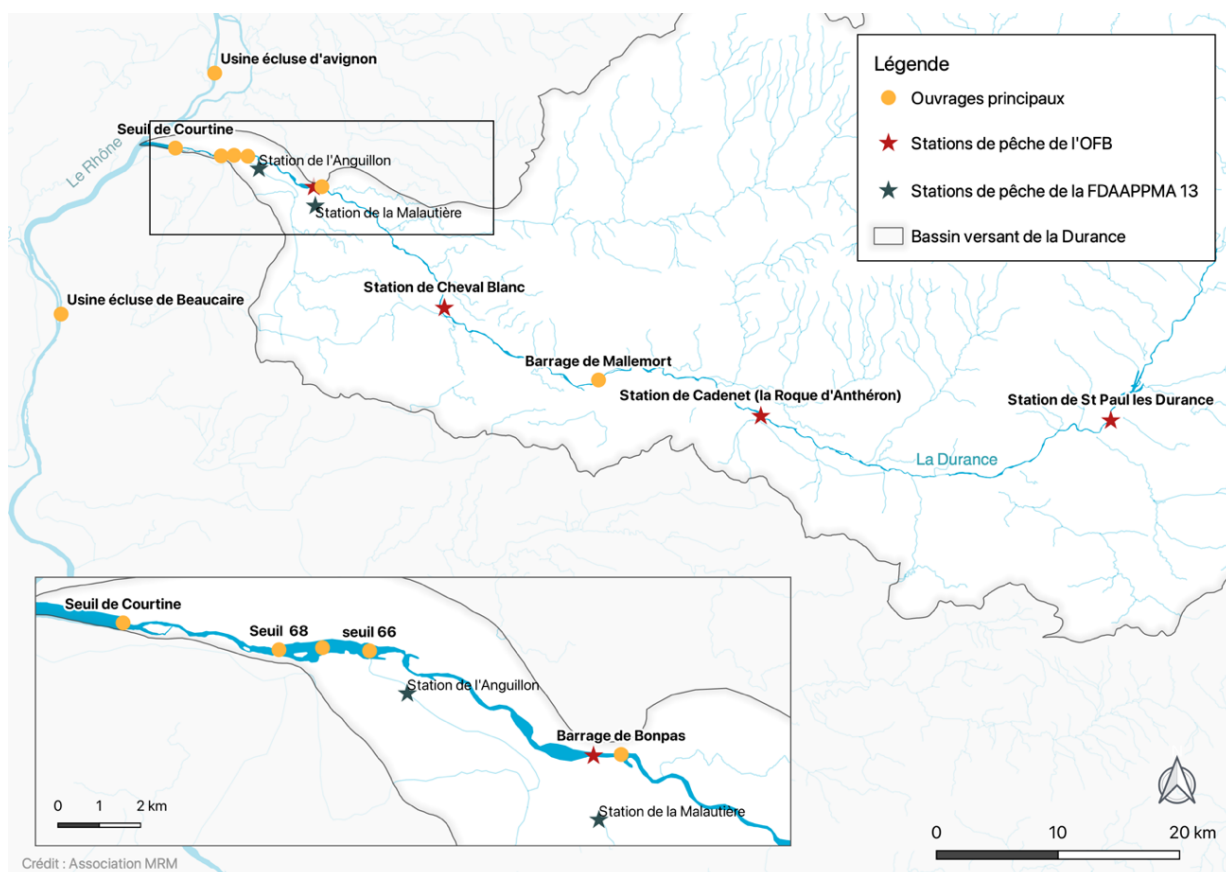 Usine écluse d'avignon
Légende
Ouvrages principaux
Stations de pêche de l'OFB
Stations de pêche de la FDAAPPMA 13
Bassin versant de la Durance
Seuil de Courtine
Le Rhône
Station de l'Anguillon
Station de la Malautière
Usine écluse de Beaucaire
Station de Cheval Blanc
Barrage de Mallemort
Station de Cadenet (la Roque d'Anthéron)
Station de St Paul les Durance
La Durance
Seuil de Courtine
Seuil 68
seuil 66
Station de l'Anguillon
Barrage de Bonpas
Station de la Malautière
0 1 2 km
0 10 20 km
Crédit : Association MRM